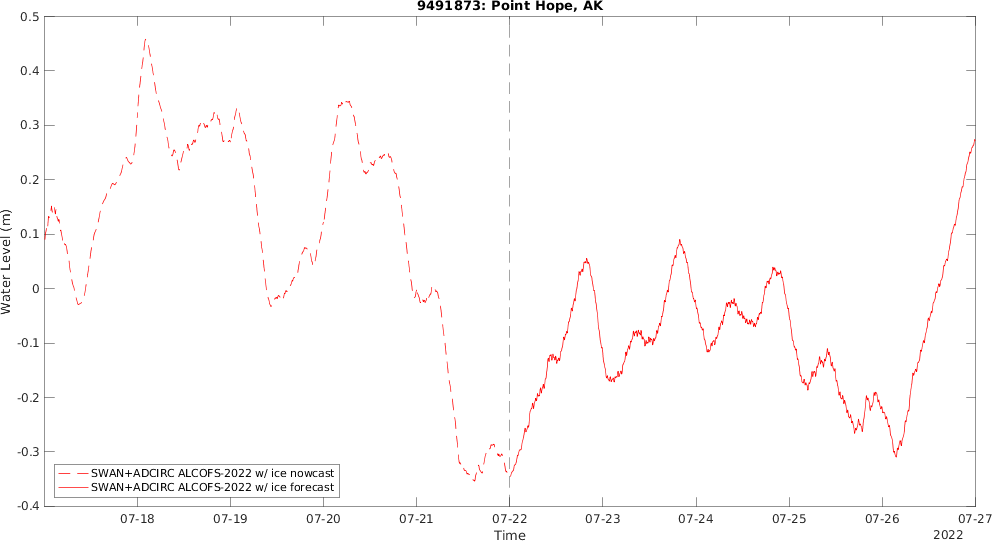 9491873: Point Hope, AK
0.5
0.4
0.3
0.2
0.1
0
-0.1
-0.2
-0.3
-0.4
Water Level (m)
SWAN+ADCIRC ALCOFS-2022 w/ ice nowcast
SWAN+ADCIRC ALCOFS-2022 w/ ice forecast
07-18 07-19 07-20 07-21 07-22 07-23 07-24 07-25 07-26 07-27
Time
2022